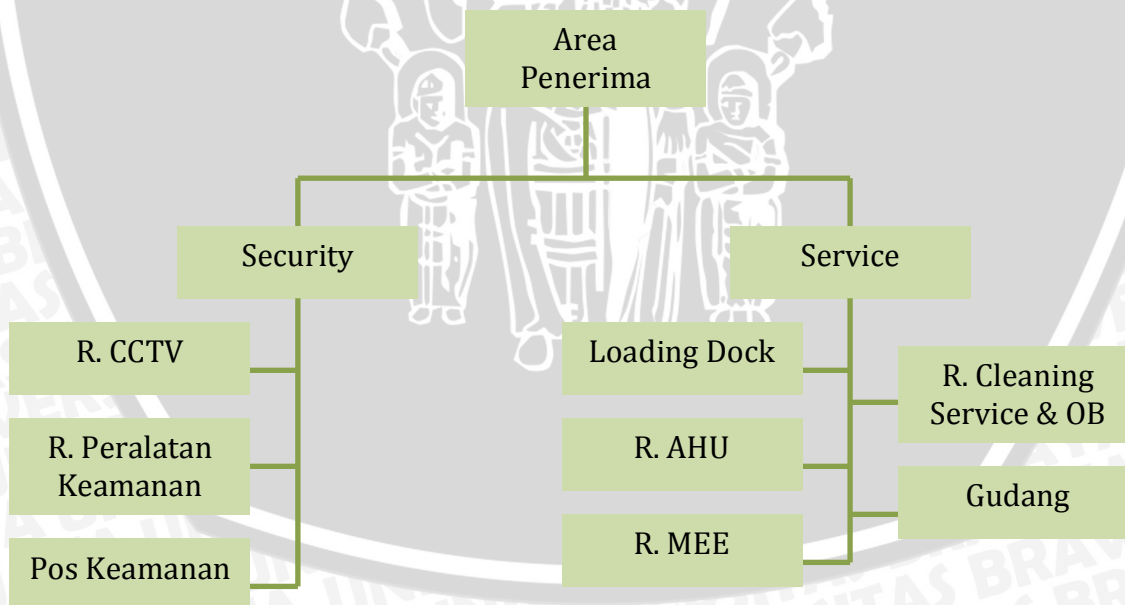 Area
Penerima
Security
Service
R. CCTV
R. Peralatan
Keamanan
Pos Keamanan
Loading Dock
R. AHU
R. MEE
R. Cleaning
Service & OB
Gudang